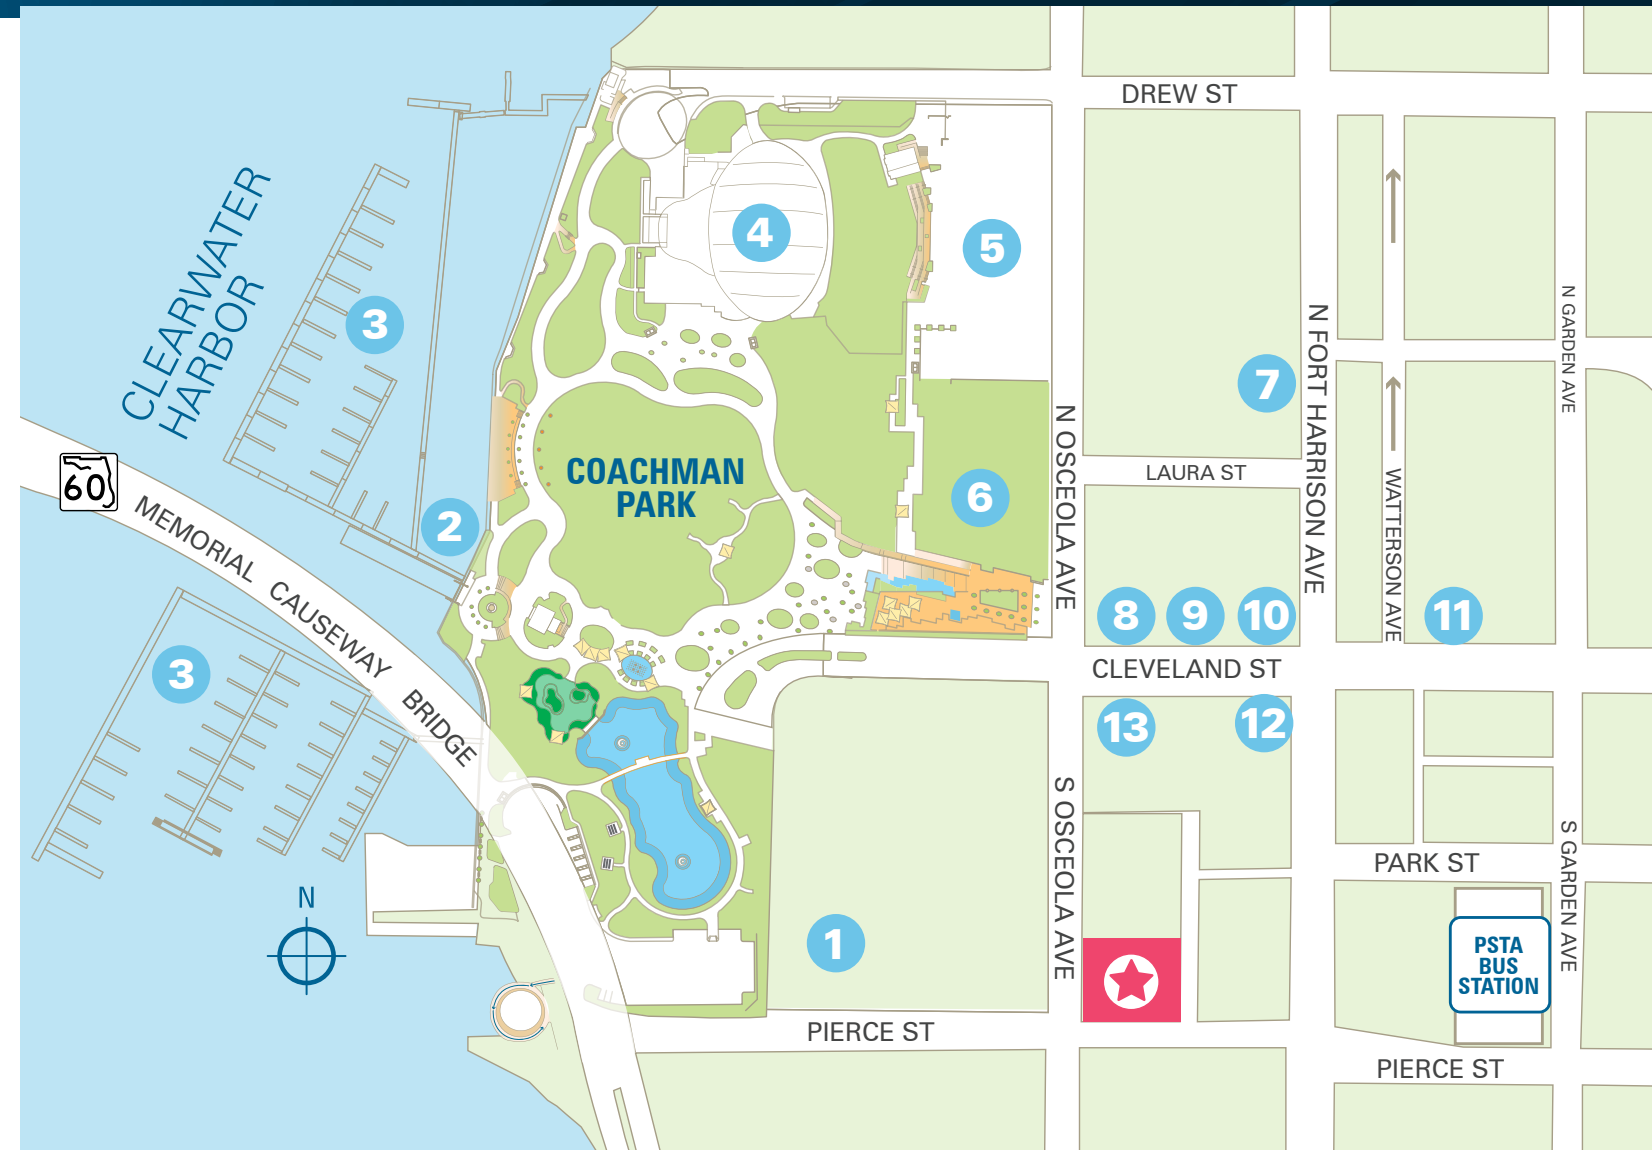 DREW ST
CLEARWATER
HARBOR
4
5
3
N GARDEN AVE
N FORT HARRISON AVE
7
N OSCEOLA AVE
COACHMAN
PARK
LAURA ST
WATTERSON AVE
60
MEMORIAL CAUSEWAY BRIDGE
2
6
8
9
10
11
3
CLEVELAND ST
13
12
S OSCEOLA AVE
S GARDEN AVE
PARK ST
N
1
PSTA
BUS
STATION
PIERCE ST
PIERCE ST